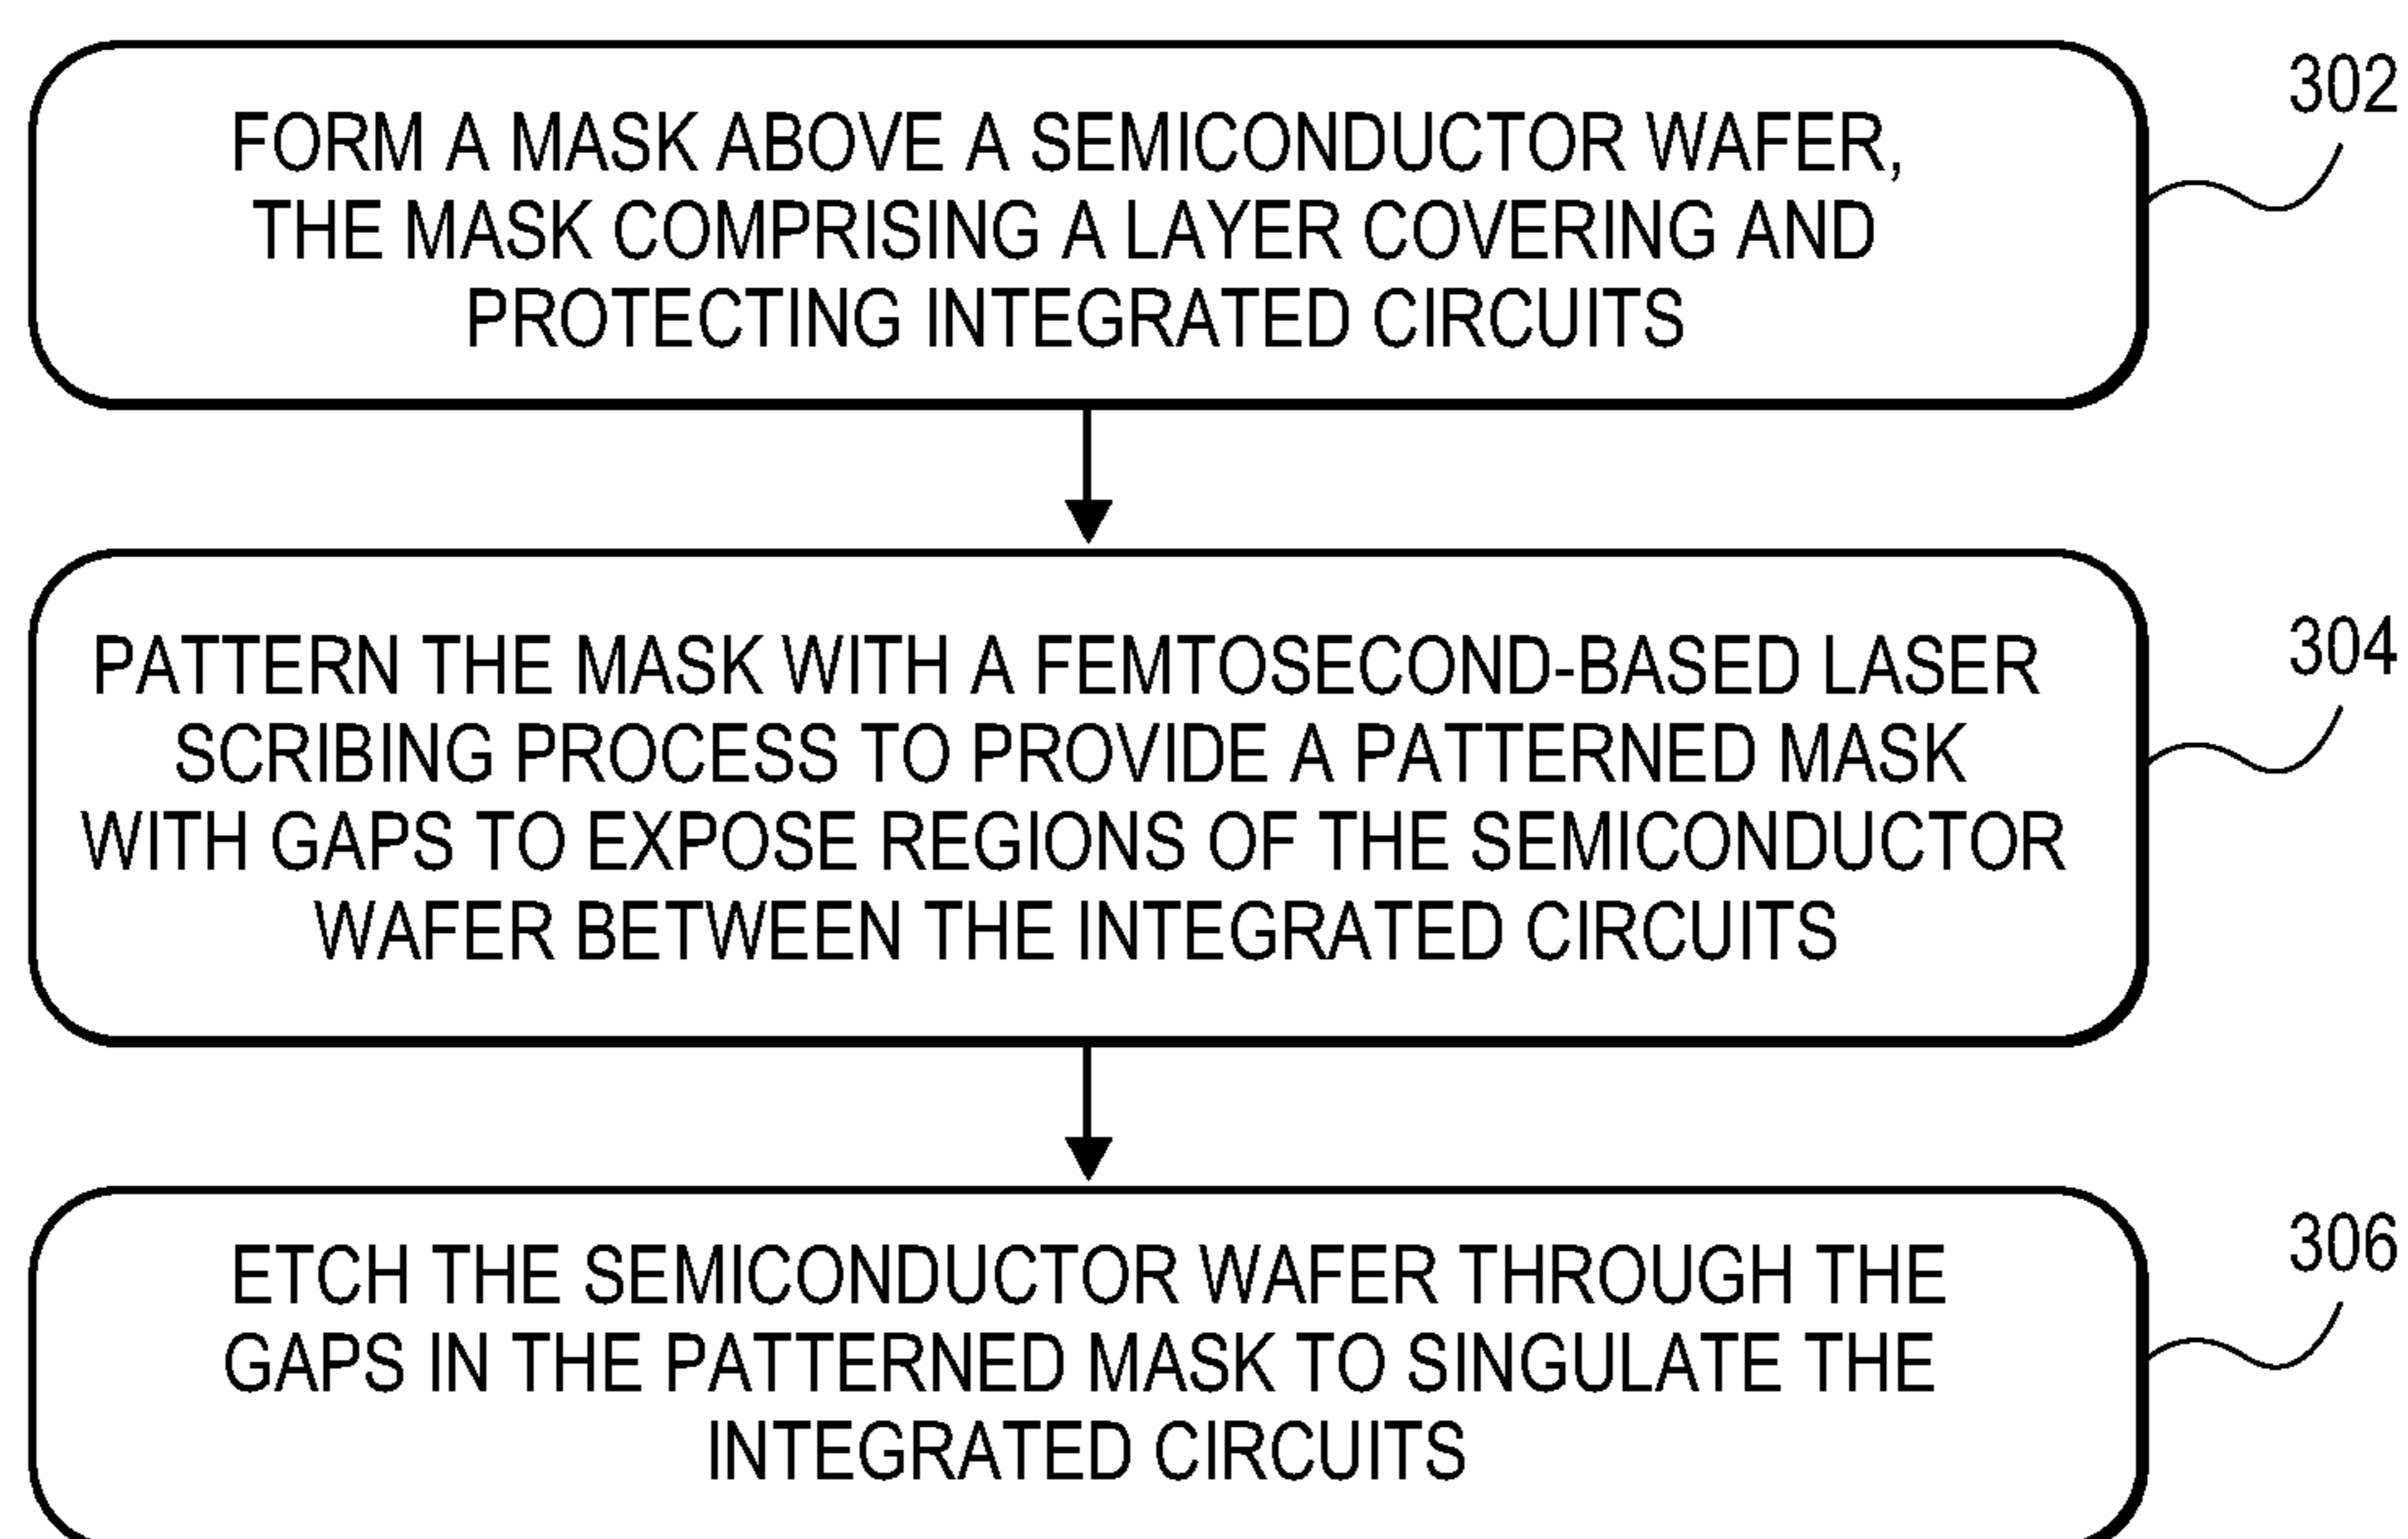 FORM A MASK ABOVE A SEMICONDUCTOR WAFER,
THE MASK COMPRISING A LAYER COVERING AND
PROTECTING INTEGRATED CIRCUITS
302
PATTERN THE MASK WITH A FEMTOSECOND-BASED LASER
SCRIBING PROCESS TO PROVIDE A PATTERNED MASK
WITH GAPS TO EXPOSE REGIONS OF THE SEMICONDUCTOR
WAFER BETWEEN THE INTEGRATED CIRCUITS
304
ETCH THE SEMICONDUCTOR WAFER THROUGH THE
GAPS IN THE PATTERNED MASK TO SINGULATE THE
INTEGRATED CIRCUITS
306